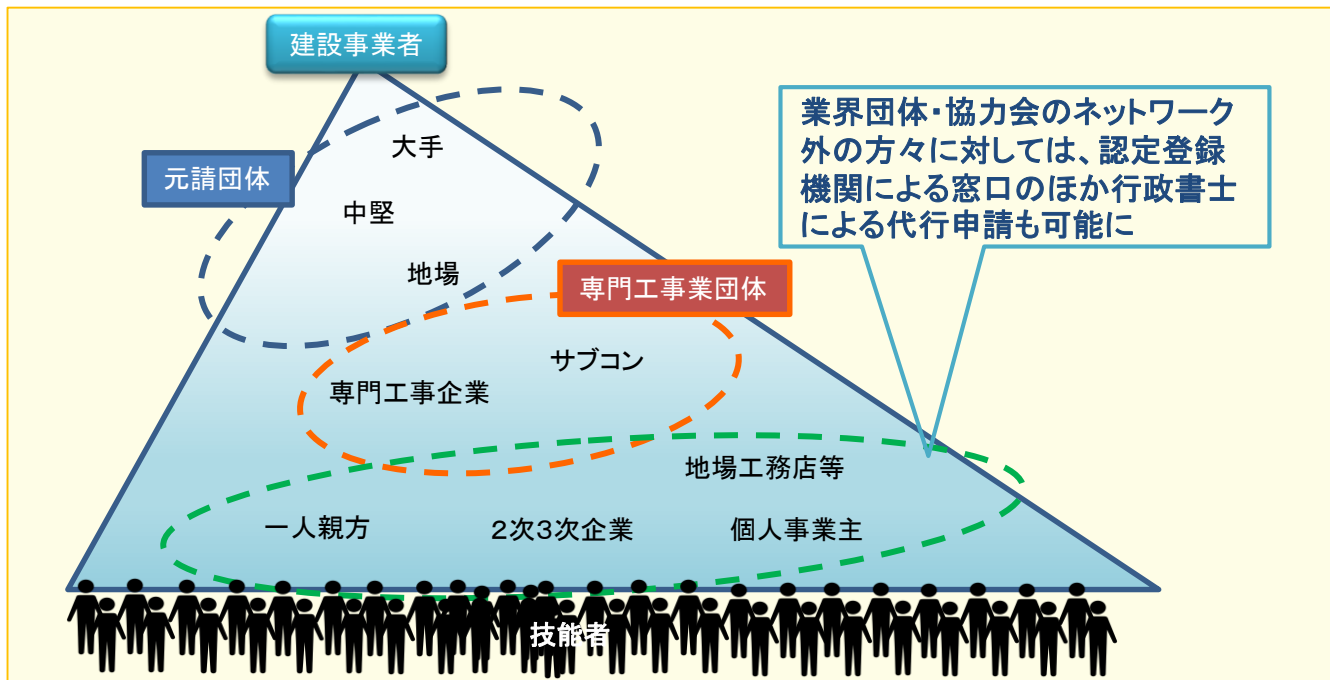 建設事業者
大手
元請団体
中堅
地場
業界団体・協力会のネットワーク
外の方々に対しては、認定登録
機関による窓口のほか行政書士
による代行申請も可能に
専門工事業団体
サブコン
専門工事企業
地場工務店等
一人親方
2次3次企業
個人事業主
技能者